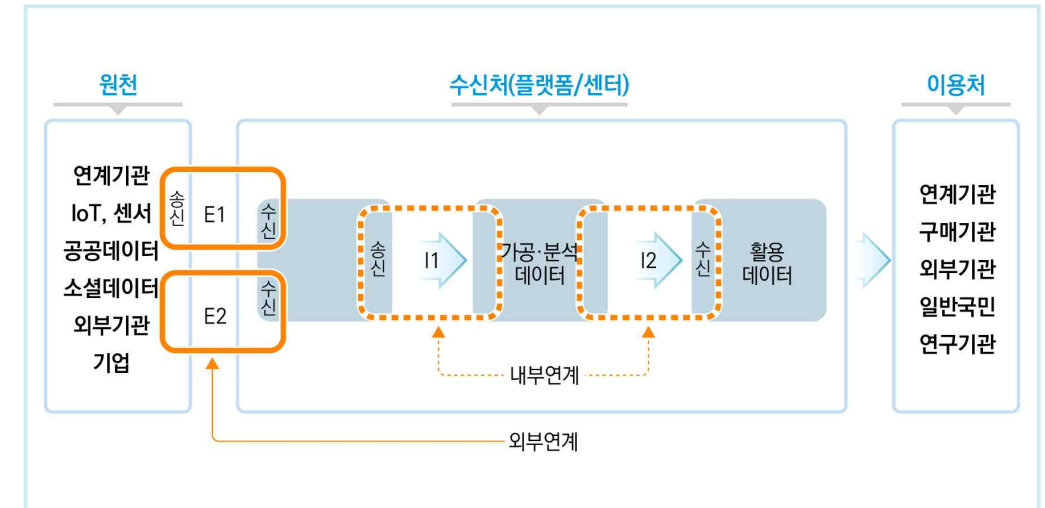 원천
수신처(플랫폼/센터)
이용처
연계기관
IoT, 센서
공공데이터
소셜데이터
외부기관
기업
송신
E1
수신
E2
수신
송신
I1
가공·분석
데이터
I2
수신
활용
데이터
내부연계
외부연계
연계기관
구매기관
외부기관
일반국민
연구기관